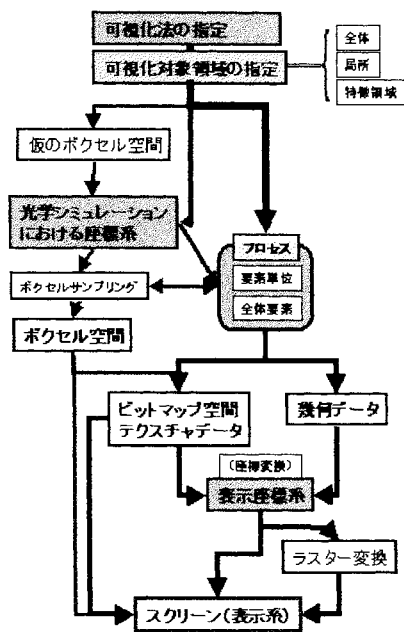 可視化法の指定
可視化対象領域の指定
全体
局所
特徴領域
仮のボクセル空間
光学シミュレーション
における座標系
プロセス
要素単位
全体要素
ボクセルサンプリング
ボクセル空間
ビットマップ空間
テクスチャデータ
幾何データ
(座標変換)
表示座標系
ラスター変換
スクリーン(表示系)